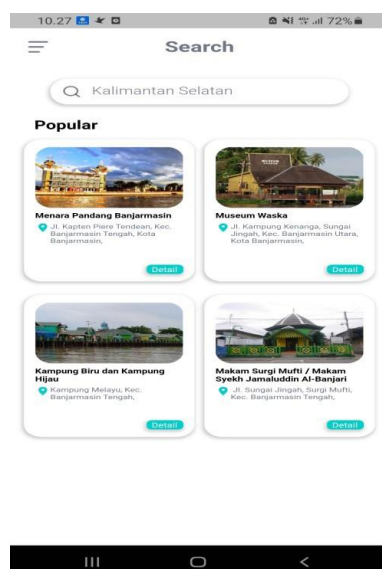 10.27
72%
Search
Kalimantan Selatan
Popular
Menara Pandang Banjarmasin
Jl. Kapten Piere Tendean, Kec.
Banjarmasin Tengah, Kota
Banjarmasin,
Detail
Museum Waska
Jl. Kampung Kenanga, Sungai
Jingah, Kec. Banjarmasin Utara,
Kota Banjarmasin,
Detail
Kampung Biru dan Kampung
Hijau
Kampung Melayu, Kec.
Banjarmasin Tengah,
Detail
Makam Surgi Mufti / Makam
Syekh Jamaluddin Al-Banjari
Jl. Sungai Jingah, Surgi Mufti,
Kec. Banjarmasin Tengah,
Detail